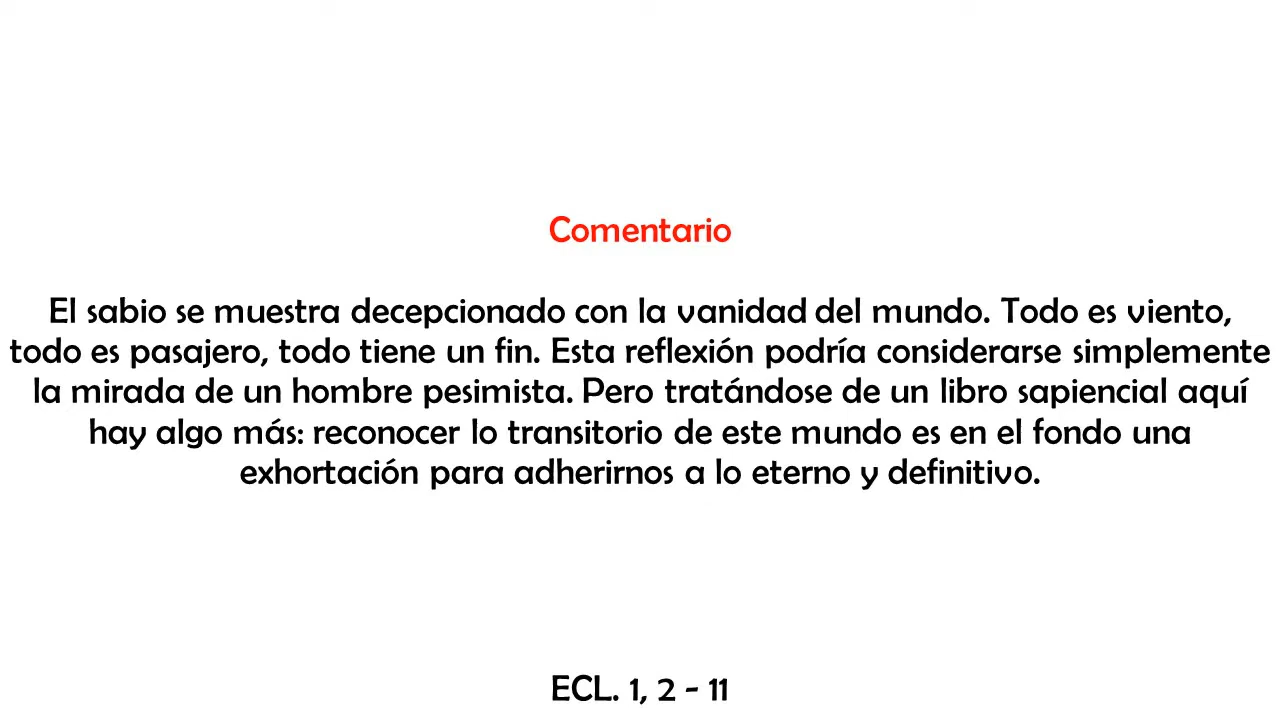 Comentario
El sabio se muestra decepcionado con la vanidad del mundo. Todo es viento,
todo es pasajero, todo tiene un fin. Esta reflexión podría considerarse simplemente
la mirada de un hombre pesimista. Pero tratándose de un libro sapiencial aquí
hay algo más: reconocer lo transitorio de este mundo es en el fondo una
exhortación para adherirnos a lo eterno y definitivo.
ECL. 1, 2 - 11